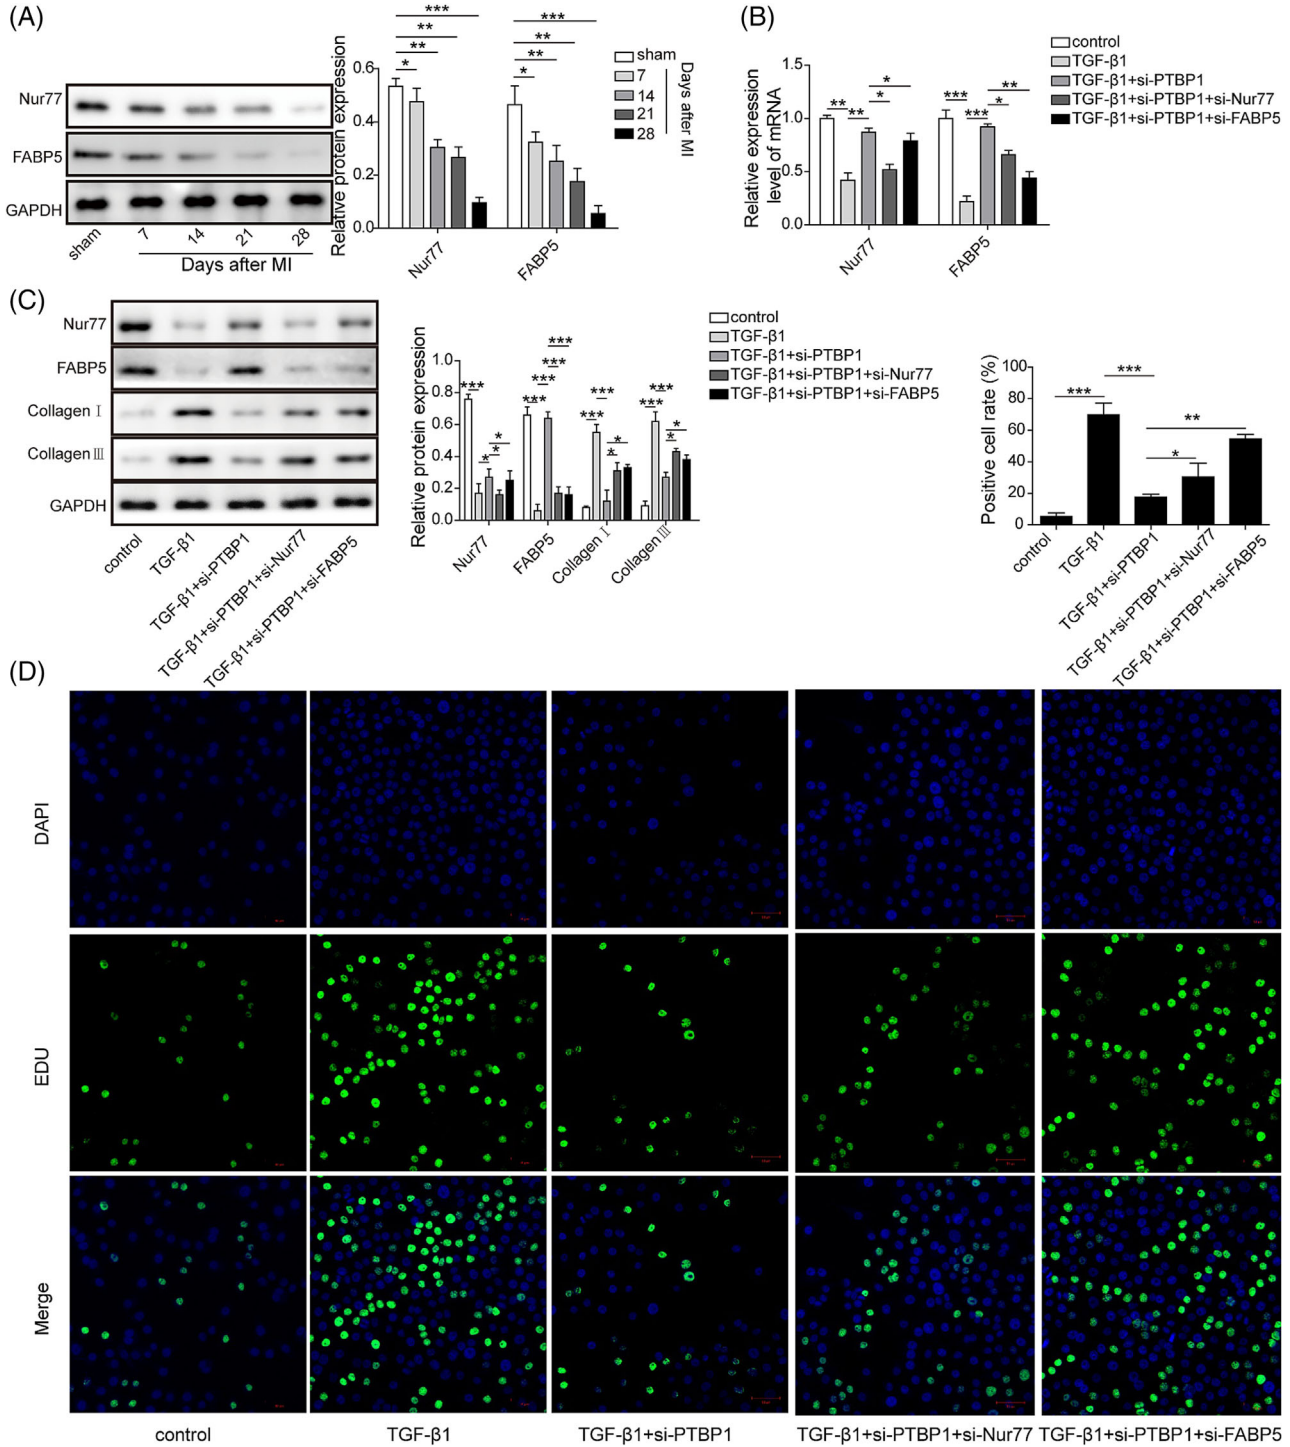 (A)
Nur77
FABP5
GAPDH
sham
7
14
21
28
Days after MI
Relative protein expression
0.6
0.4
0.2
0.0
*
**
**
***
*
**
**
***
Nur77
FABP5
sham
7
14
21
28
Days after MI
(B)
Relative expression
level of mRNA
1.5
1.0
0.5
0.0
**
**
*
*
***
***
*
**
Nur77
FABP5
control
TGF-β1
TGF-β1+si-PTBP1
TGF-β1+si-PTBP1+si-Nur77
TGF-β1+si-PTBP1+si-FABP5
(C)
Nur77
FABP5
Collagen Ⅰ
Collagen Ⅲ
GAPDH
control
TGF-β1
TGF-β1+si-PTBP1
TGF-β1+si-PTBP1+si-Nur77
TGF-β1+si-PTBP1+si-FABP5
Relative protein expression
1.0
0.8
0.6
0.4
0.2
0.0
***
*
*
*
***
***
***
***
***
***
*
*
***
***
*
*
Nur77
FABP5
Collagen Ⅰ
Collagen Ⅲ
control
TGF-β1
TGF-β1+si-PTBP1
TGF-β1+si-PTBP1+si-Nur77
TGF-β1+si-PTBP1+si-FABP5
Positive cell rate (%)
100
80
60
40
20
0
***
***
*
**
control
TGF-β1
TGF-β1+si-PTBP1
TGF-β1+si-PTBP1+si-Nur77
TGF-β1+si-PTBP1+si-FABP5
(D)
DAPI
EDU
Merge
control
TGF-β1
TGF-β1+si-PTBP1
TGF-β1+si-PTBP1+si-Nur77
TGF-β1+si-PTBP1+si-FABP5